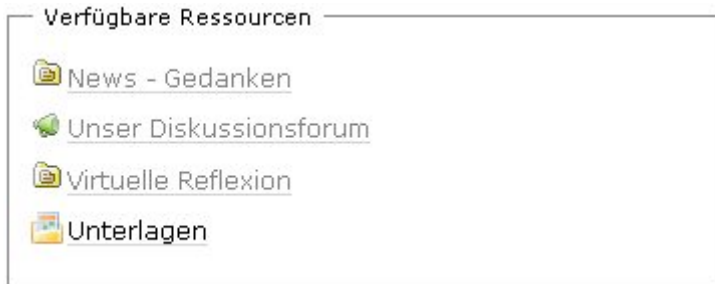 Verfügbare Ressourcen
News - Gedanken
Unser Diskussionsforum
Virtuelle Reflexion
Unterlagen